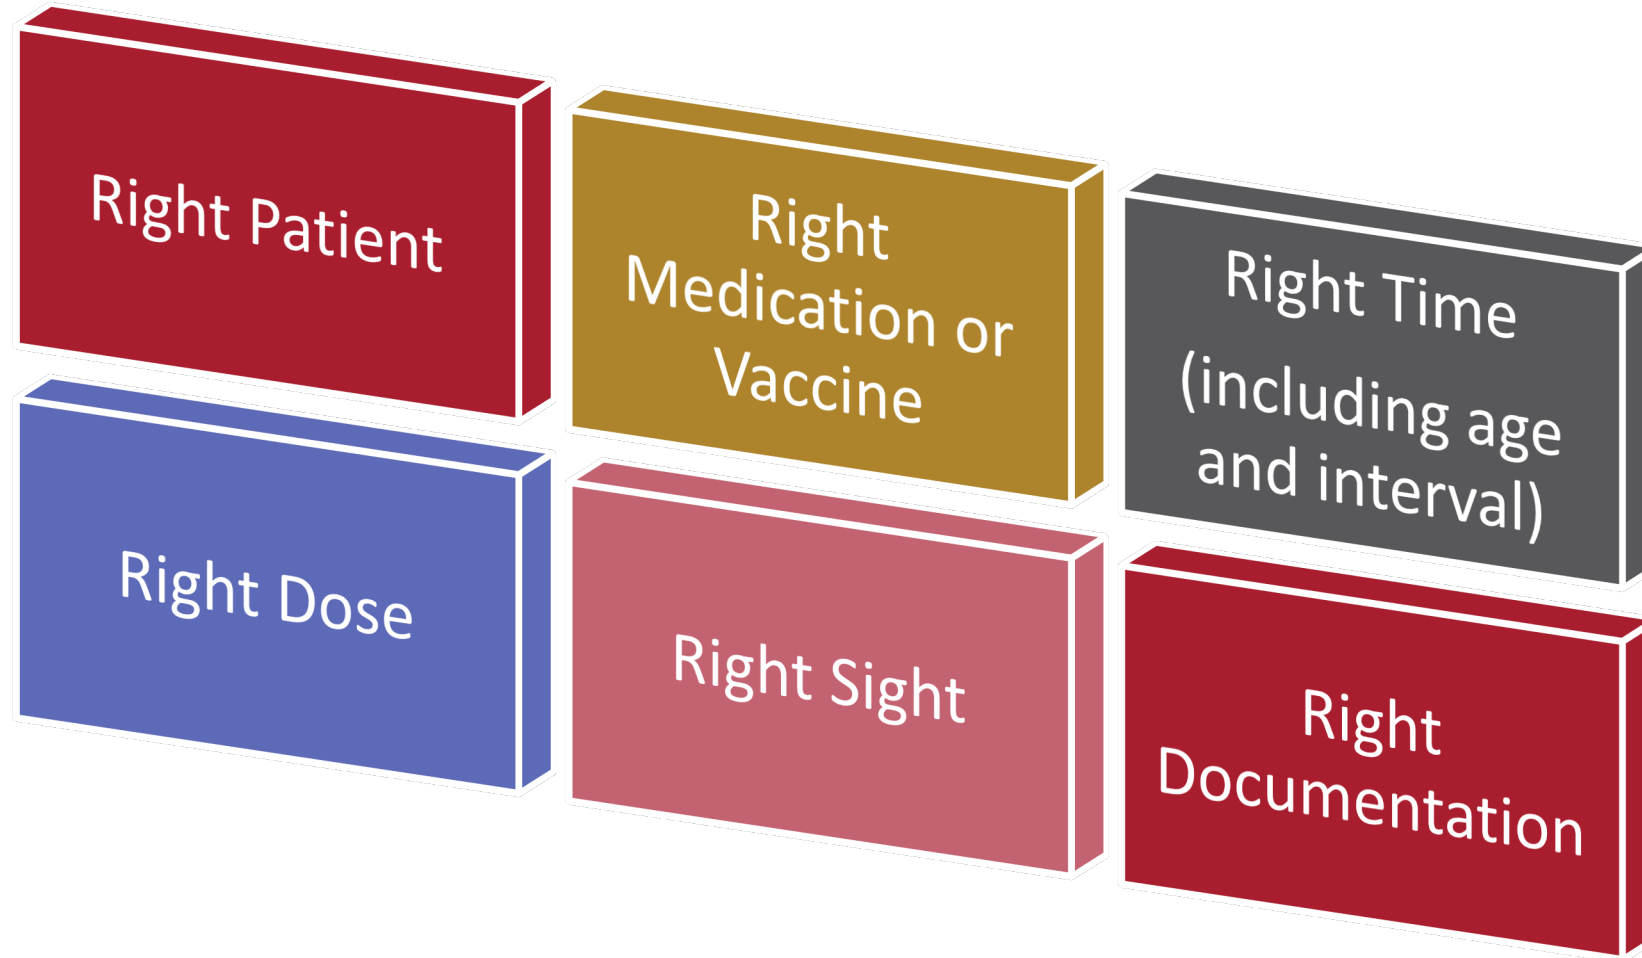 Right Patient
Right
Medication or
Vaccine
Right Time
(including age
and interval)
Right Dose
Right Sight
Right
Documentation